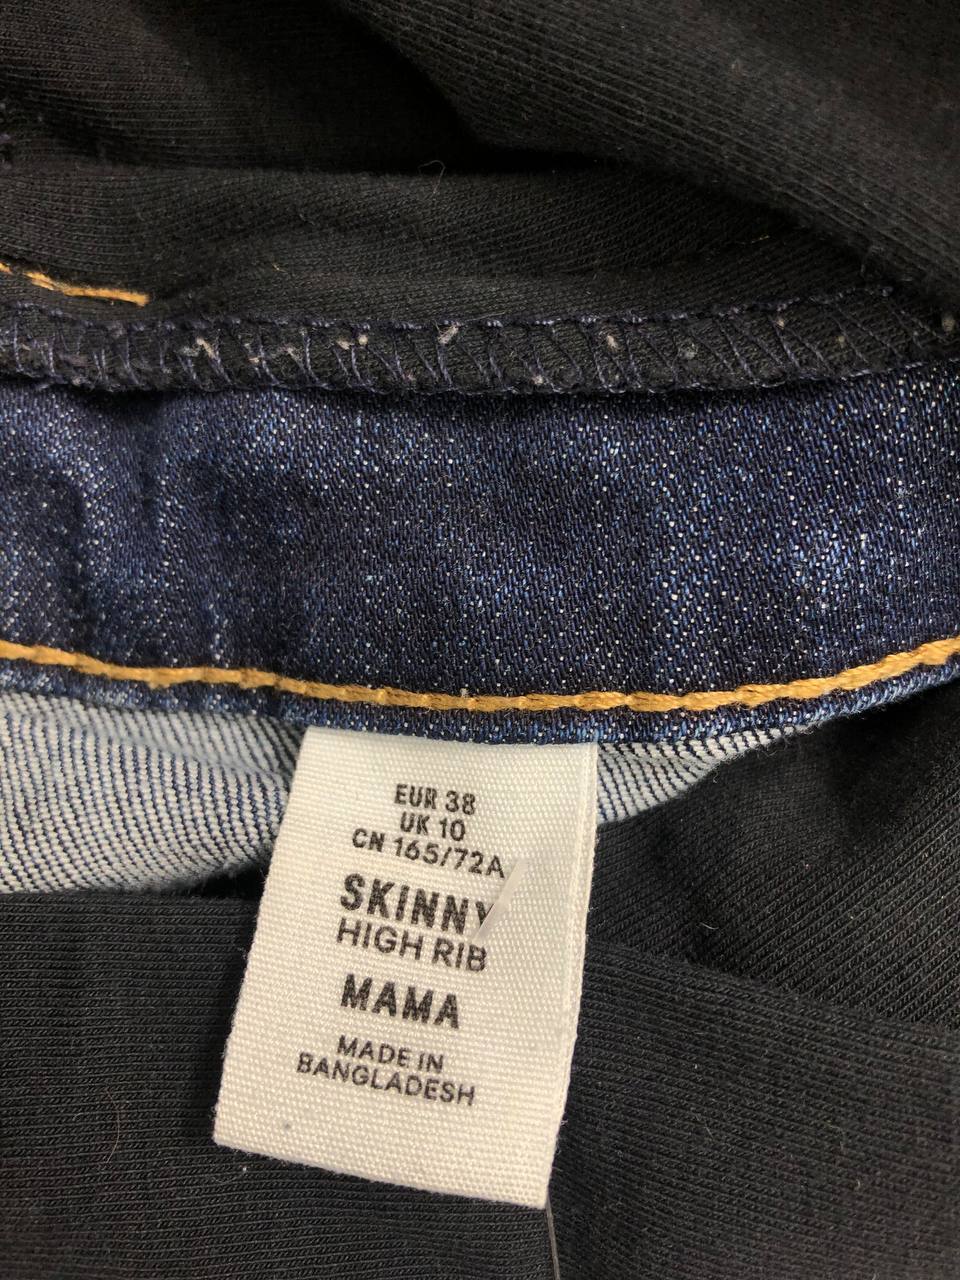 EUR 38
UK 10
CN 165/72A
SKINNY
HIGH RIB
MAMA
MADE IN
BANGLADESH